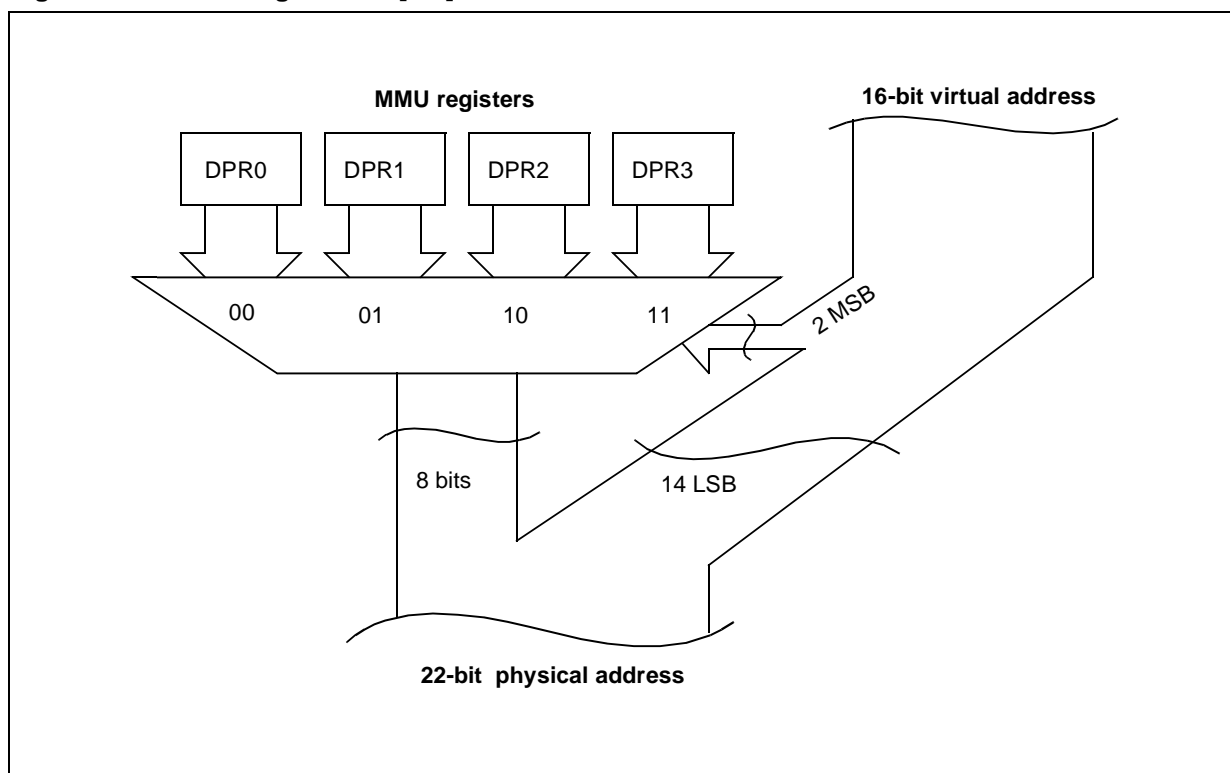 MMU registers
16-bit virtual address
DPR0 DPR1 DPR2 DPR3
00 01 10 11
2 MSB
8 bits
14 LSB
22-bit physical address